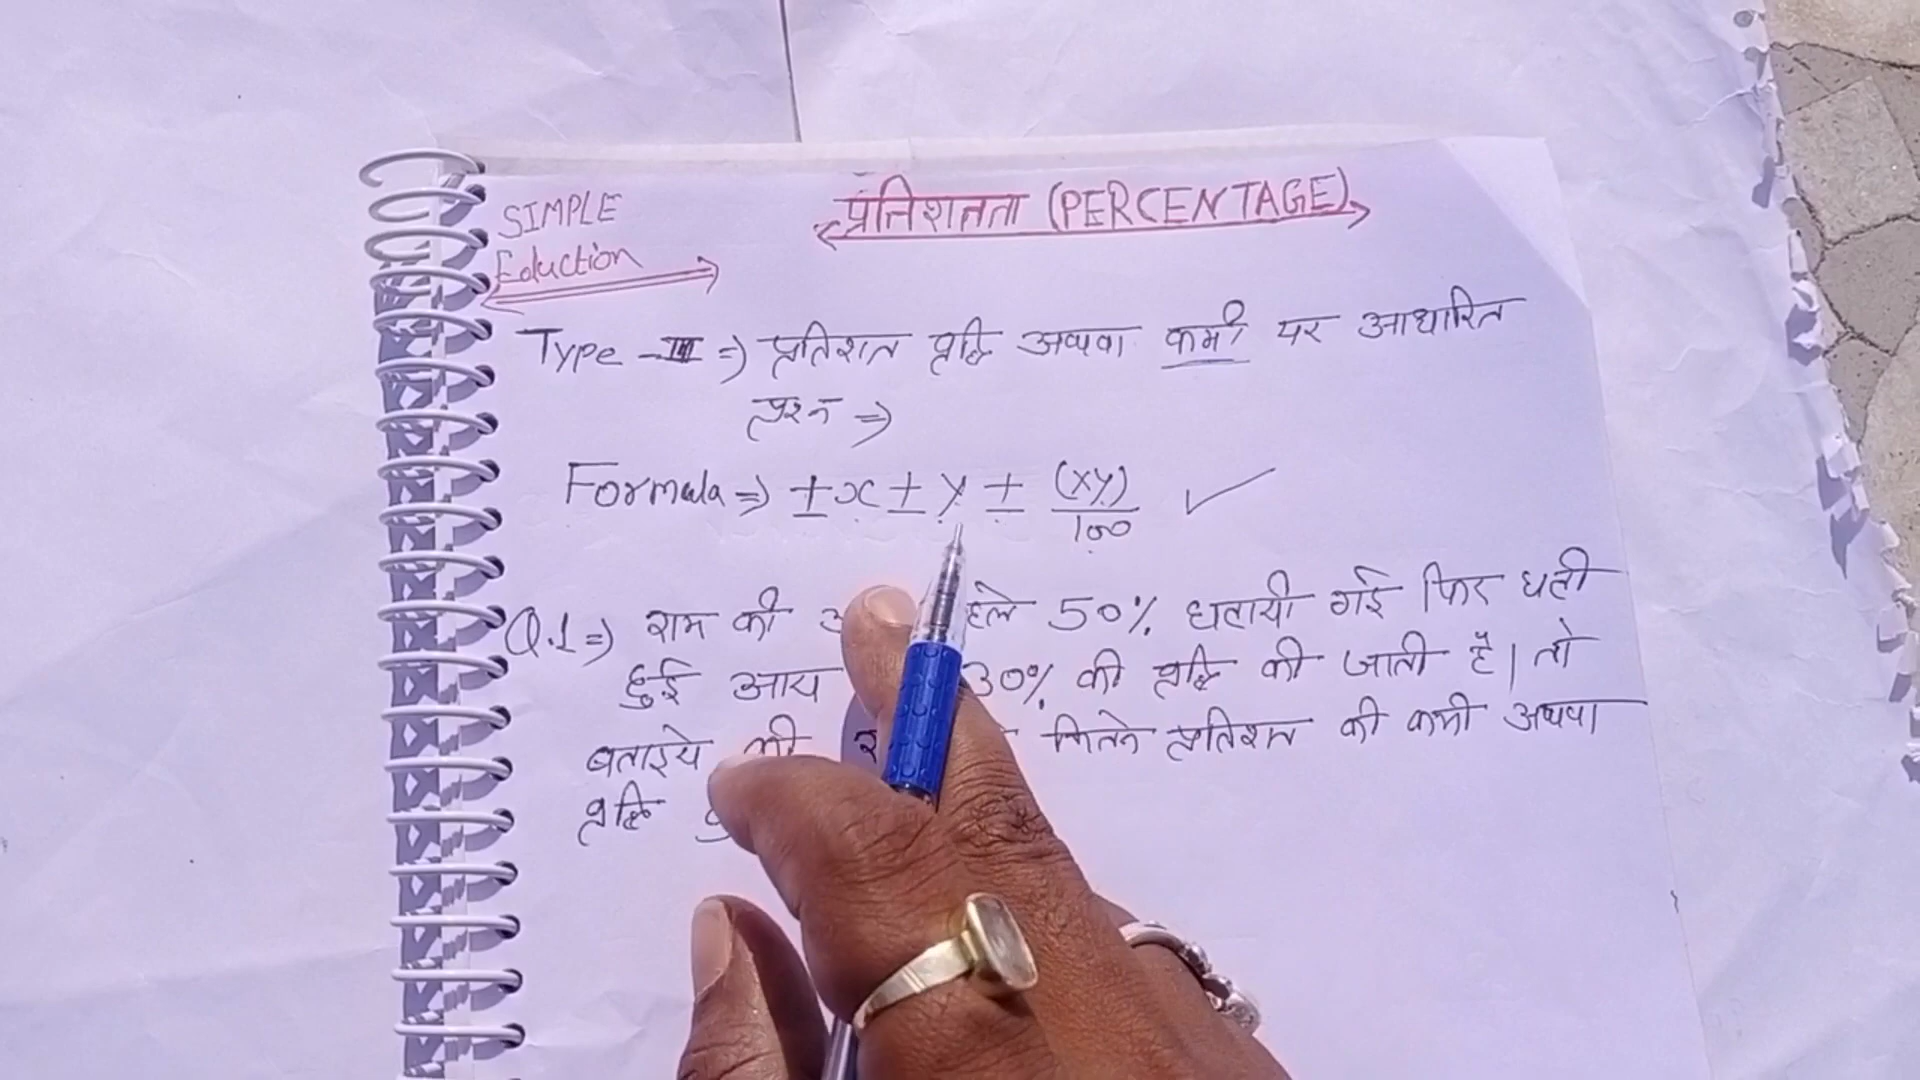 SIMPLE
Eduction
प्रतिशतता (PERCENTAGE)
Type - III => प्रतिशत वृद्धि अथवा कमी पर आधारित
प्रश्न =>
Formula => ± x ± y ± (xy)/100
Q.1 => राम की हले 50% घटायी गई फिर घटी
हुई आय 30% की वृद्धि की जाती है। तो
बताइये की कितने प्रतिशत की कमी अथवा
वृद्धि